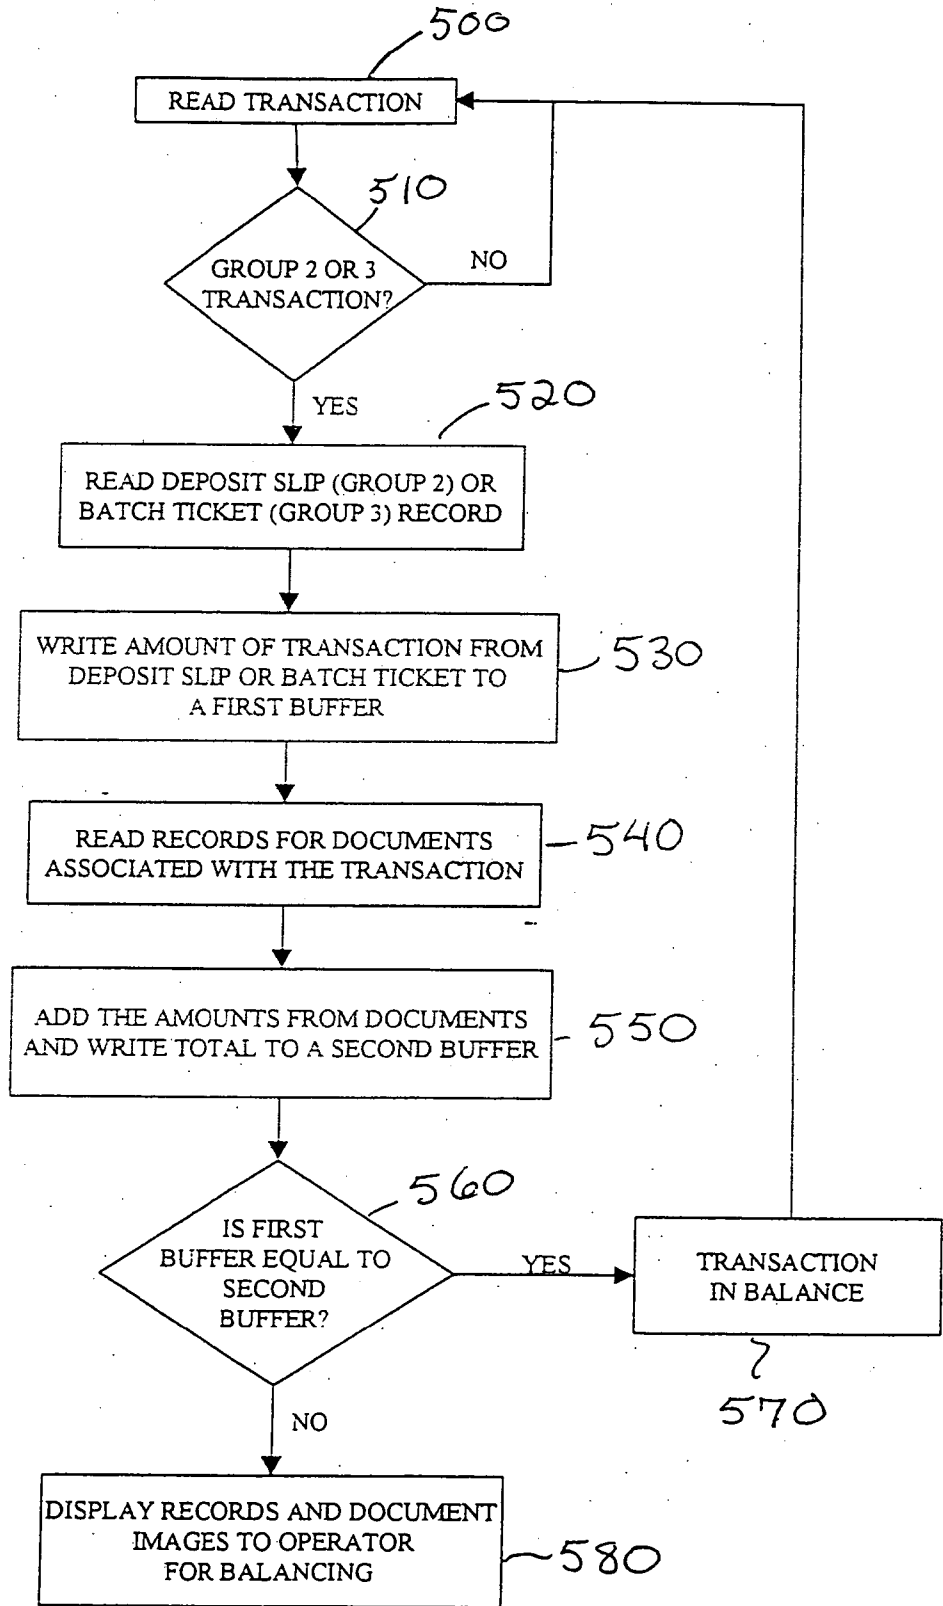 500
READ TRANSACTION
510
GROUP 2 OR 3
TRANSACTION?
NO
YES
520
READ DEPOSIT SLIP (GROUP 2) OR
BATCH TICKET (GROUP 3) RECORD
WRITE AMOUNT OF TRANSACTION FROM
DEPOSIT SLIP OR BATCH TICKET TO
A FIRST BUFFER
530
READ RECORDS FOR DOCUMENTS
ASSOCIATED WITH THE TRANSACTION
540
ADD THE AMOUNTS FROM DOCUMENTS
AND WRITE TOTAL TO A SECOND BUFFER
550
560
IS FIRST
BUFFER EQUAL TO
SECOND
BUFFER?
YES
TRANSACTION
IN BALANCE
570
NO
DISPLAY RECORDS AND DOCUMENT
IMAGES TO OPERATOR
FOR BALANCING
580